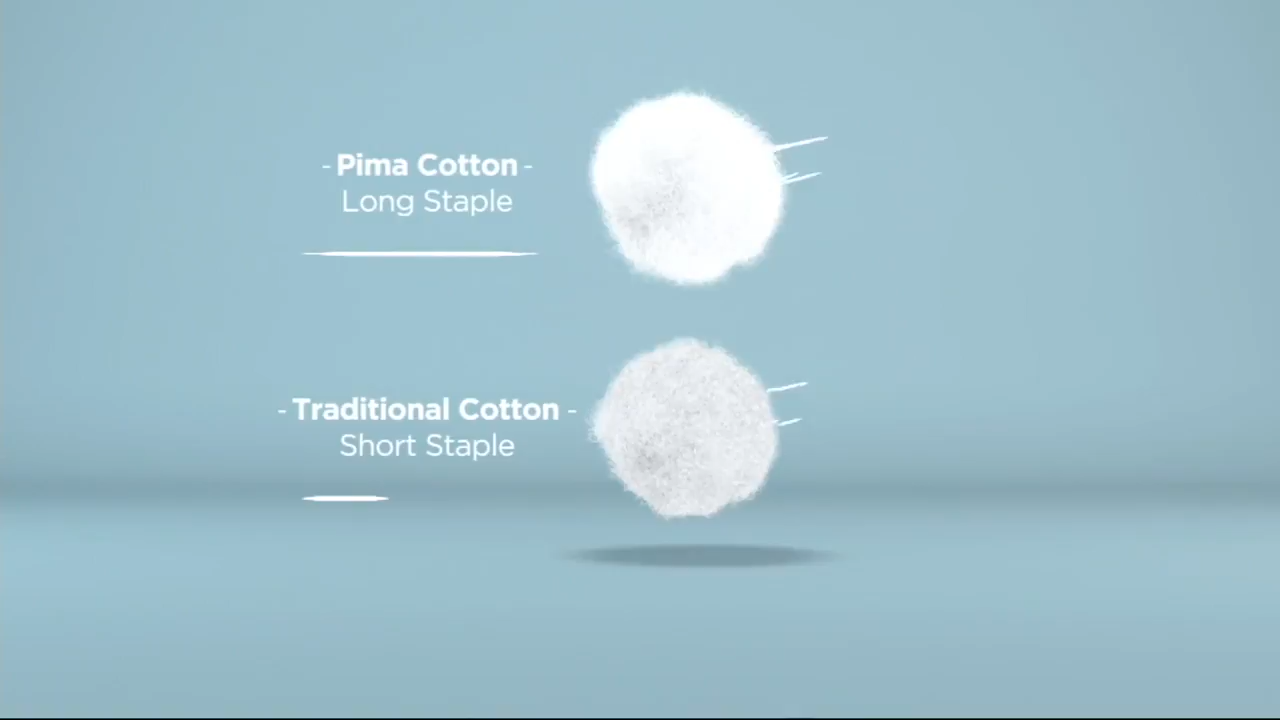 - Pima Cotton -
Long Staple
- Traditional Cotton -
Short Staple